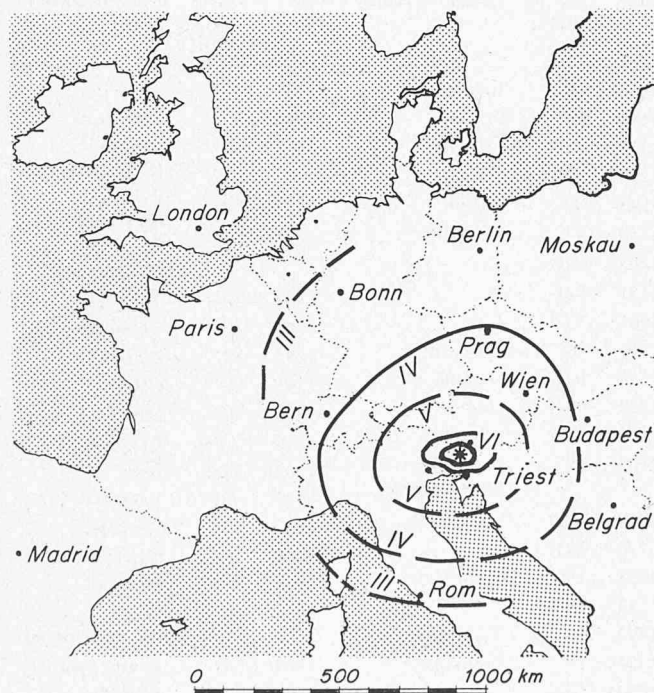 London
Berlin
Moskau
III
Bonn
Paris
Prag
IV
Wien
Bern
V
Budapest
VI
Triest
V
Belgrad
IV
Madrid
III
Rom
0 500 1000 km